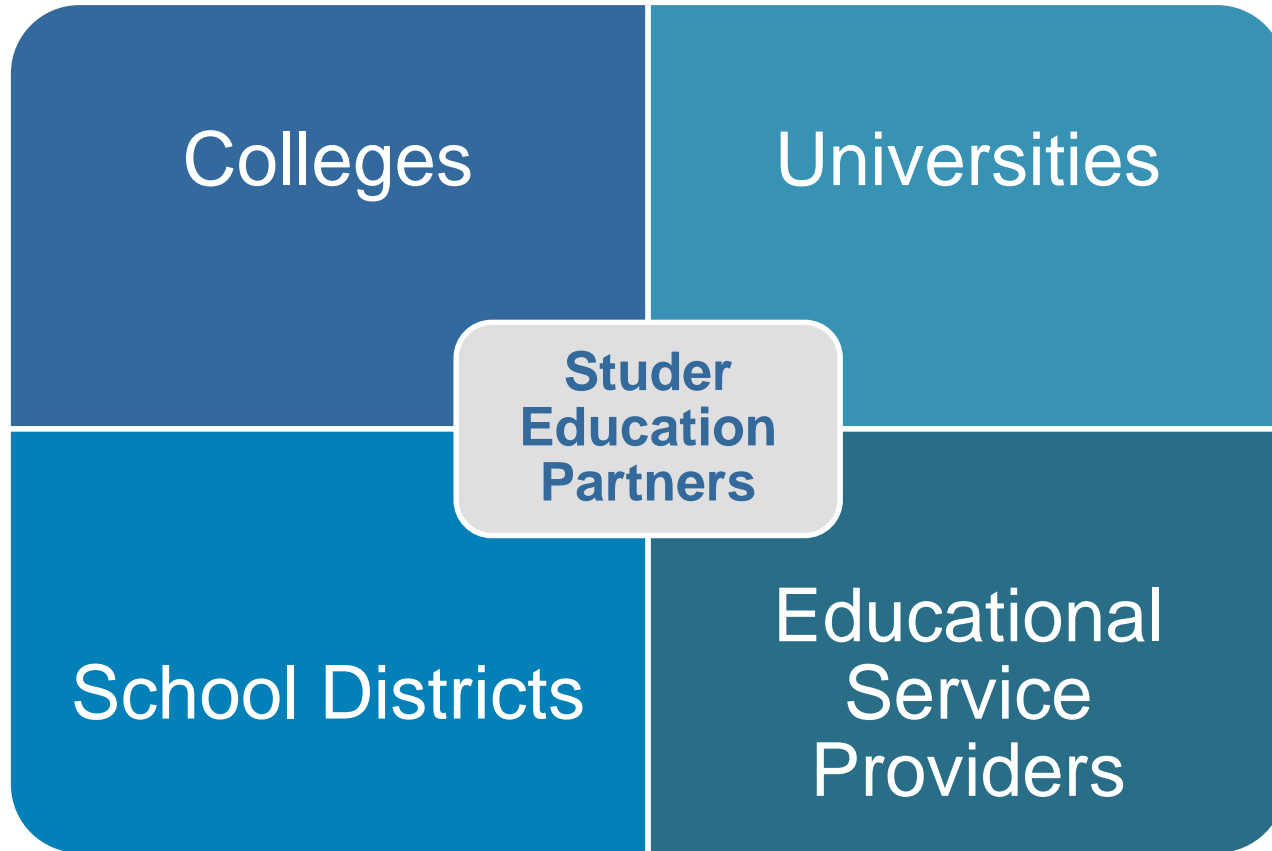 Colleges
Universities
Studer
Education
Partners
School Districts
Educational
Service
Providers